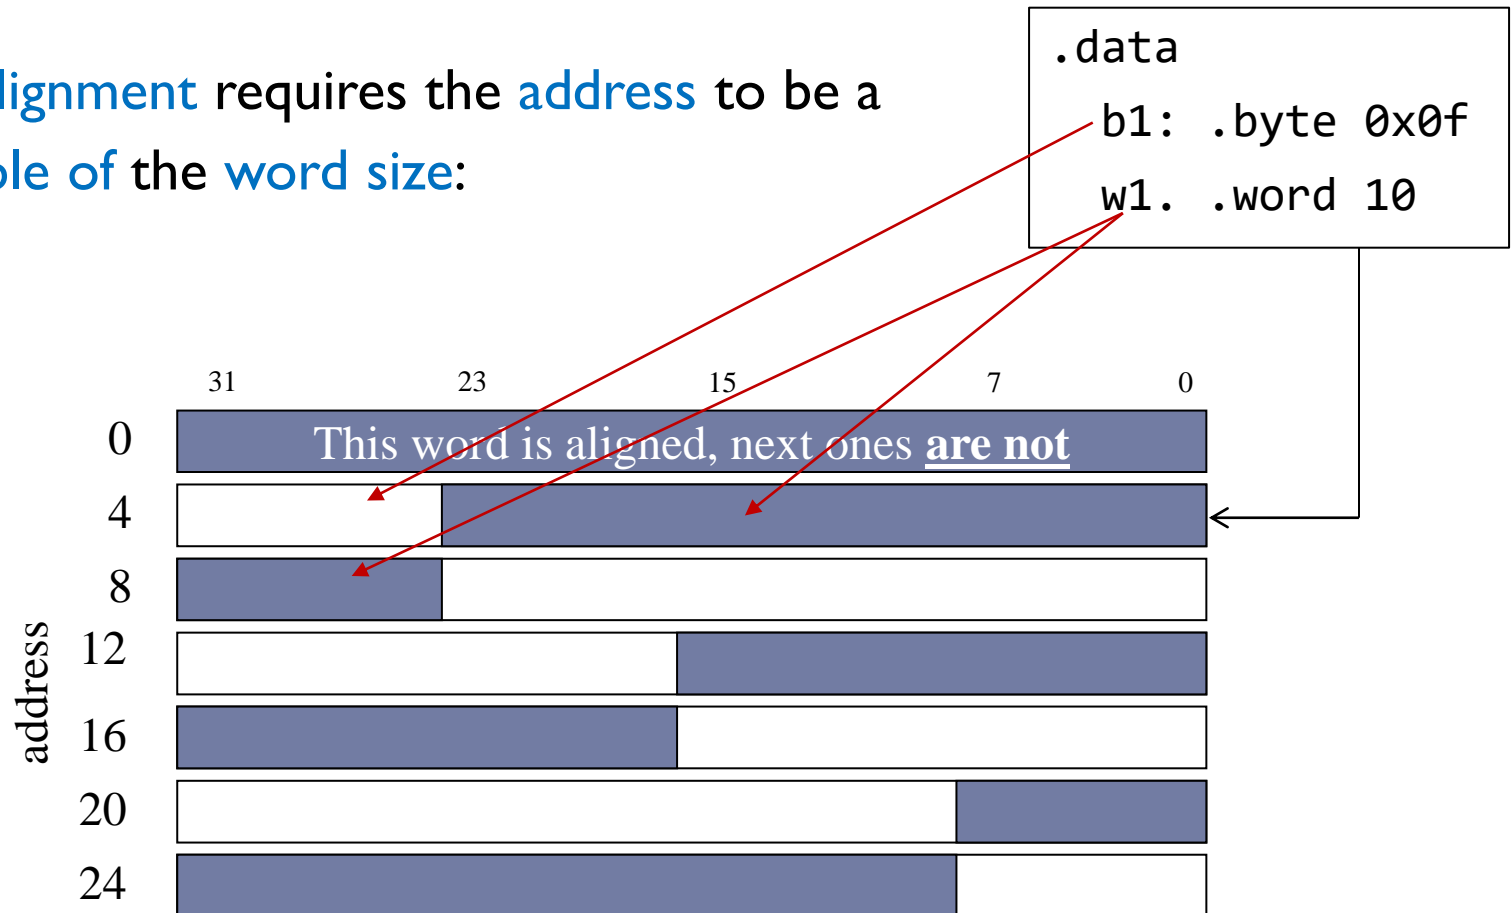 lignment requires the address to be a
ple of the word size:
.data
b1: .byte 0x0f
w1. .word 10
31 23 15 7 0
0 This word is aligned, next ones are not
4
8
12
16
20
24
address